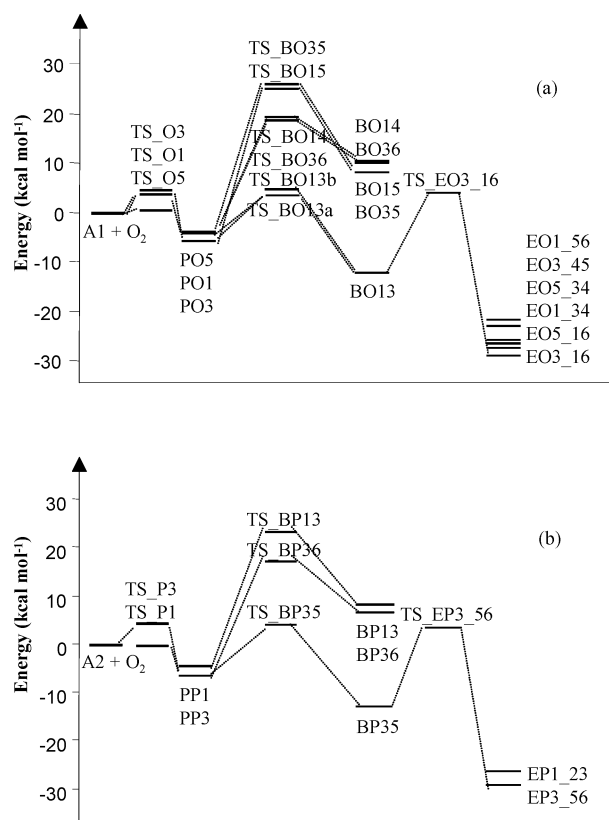 (a)
Energy (kcal mol-1)
30
20
10
0
-10
-20
-30
A1 + O2
TS_O3
TS_O1
TS_O5
PO5
PO1
PO3
TS_BO35
TS_BO15
TS_BO14
TS_BO36
TS_BO13b
TS_BO13a
BO14
BO36
BO15
BO35
BO13
TS_EO3_16
EO1_56
EO3_45
EO5_34
EO1_34
EO5_16
EO3_16
(b)
Energy (kcal mol-1)
30
20
10
0
-10
-20
-30
A2 + O2
TS_P3
TS_P1
PP1
PP3
TS_BP13
TS_BP36
TS_BP35
BP13
BP36
BP35
TS_EP3_56
EP1_23
EP3_56